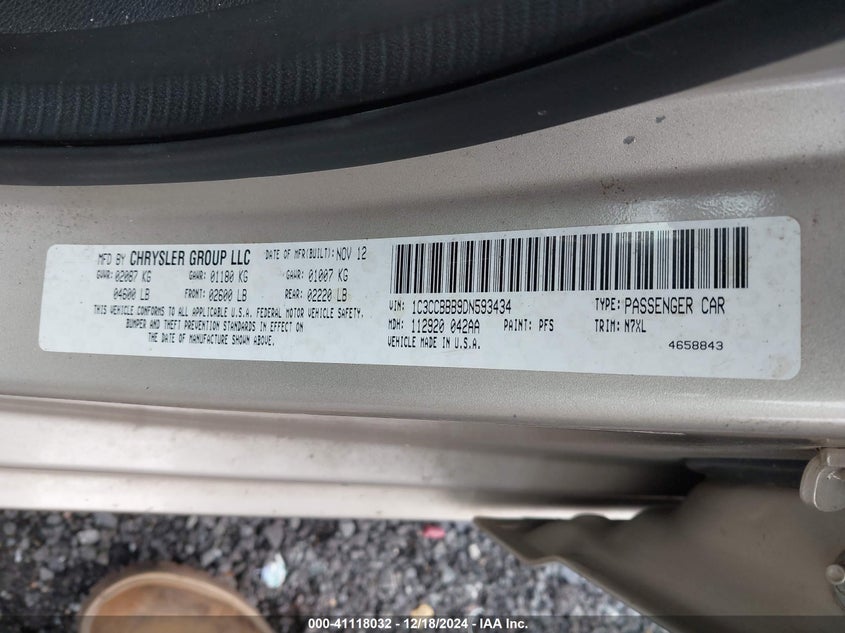 MFD BY CHRYSLER GROUP LLC DATE OF MFR(BUILT): NOV 12
GVWR: 02087 KG GAWR: 01180 KG GAWR: 01007 KG
04600 LB FRONT: 02600 LB REAR: 02220 LB
THIS VEHICLE CONFORMS TO ALL APPLICABLE U.S.A. FEDERAL MOTOR VEHICLE SAFETY,
BUMPER AND THEFT PREVENTION STANDARDS IN EFFECT ON
THE DATE OF MANUFACTURE SHOWN ABOVE.
VIN: 1C3CCBBB9DN593434 TYPE: PASSENGER CAR
MDH: 112920 042AA PAINT: PFS TRIM: N7XL
VEHICLE MADE IN U.S.A. 4658843
000-41118032 - 12/18/2024 - IAA Inc.